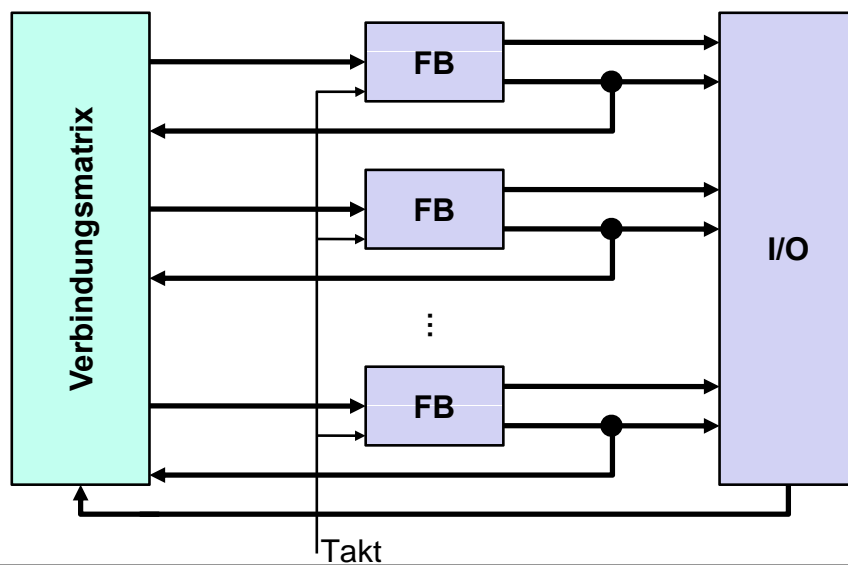 Verbindungsmatrix
FB
FB
...
FB
I/O
Takt